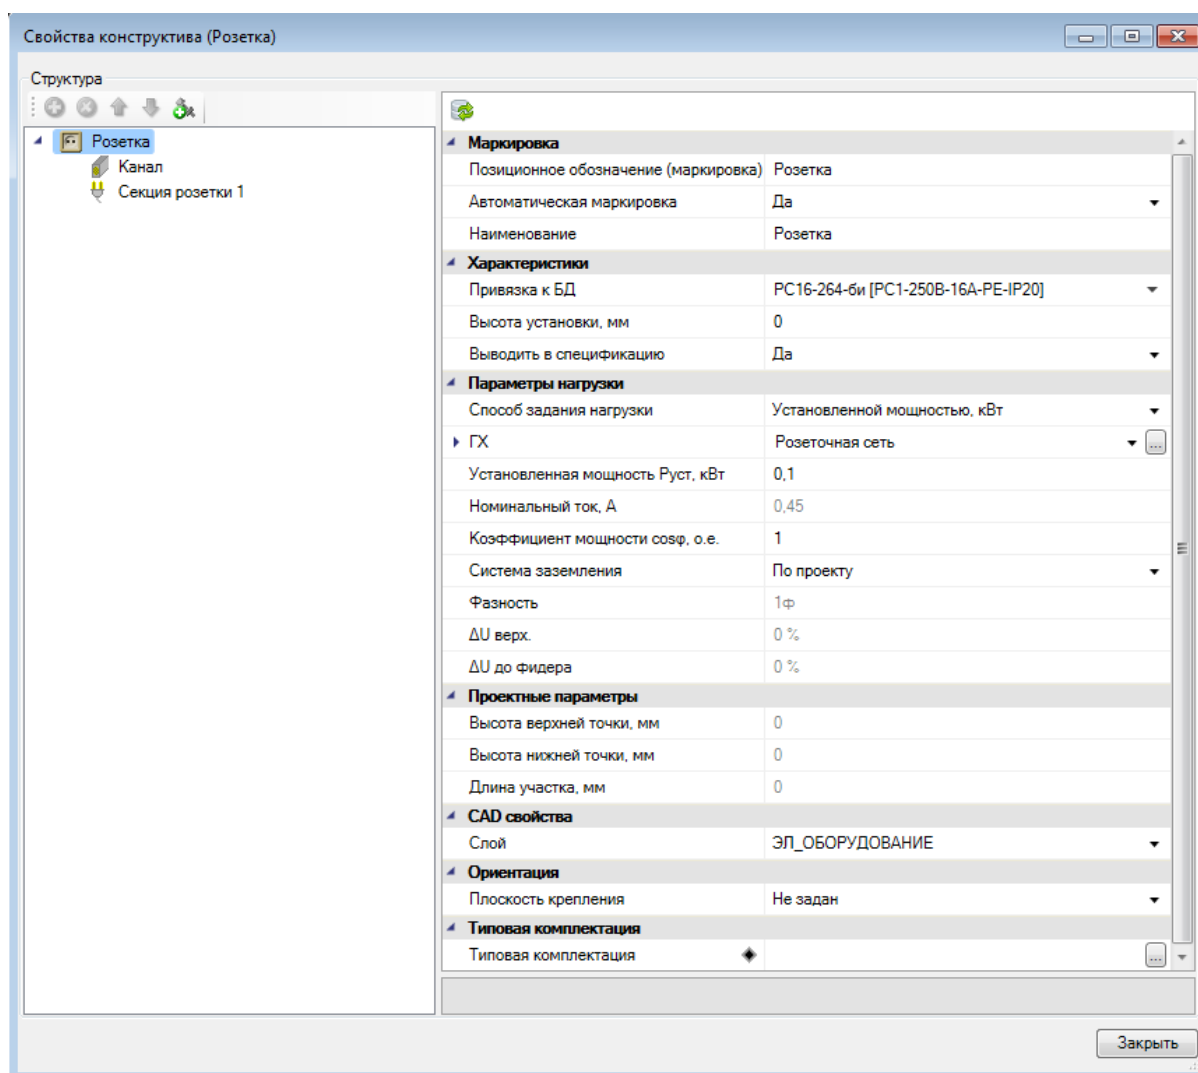 Свойства конструктива (Розетка)
Структура
Розетка
Канал
Секция розетки 1
Маркировка
Позиционное обозначение (маркировка) Розетка
Автоматическая маркировка Да
Наименование Розетка
Характеристики
Привязка к БД РС16-264-би [РС1-250В-16А-РЕ-IP20]
Высота установки, мм 0
Выводить в спецификацию Да
Параметры нагрузки
Способ задания нагрузки Установленной мощностью, кВт
ГХ Розеточная сеть ...
Установленная мощность Руст, кВт 0,1
Номинальный ток, А 0,45
Коэффициент мощности cosφ, о.е. 1
Система заземления По проекту
Фазность 1ф
ΔU верх. 0 %
ΔU до фидера 0 %
Проектные параметры
Высота верхней точки, мм 0
Высота нижней точки, мм 0
Длина участка, мм 0
CAD свойства
Слой ЭЛ_ОБОРУДОВАНИЕ
Ориентация
Плоскость крепления Не задан
Типовая комплектация
Типовая комплектация ...
Закрыть